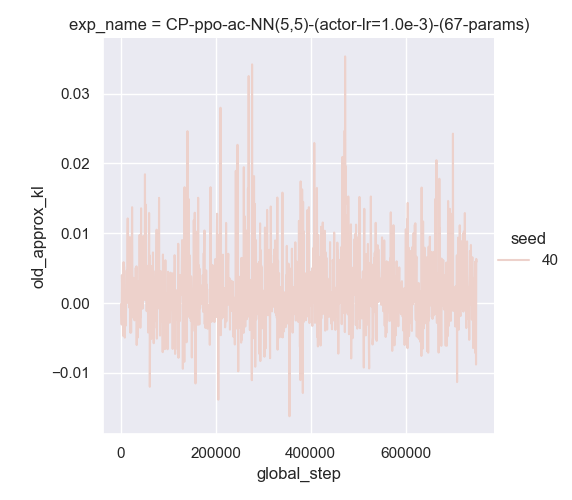 exp_name = CP-ppo-ac-NN(5,5)-(actor-lr=1.0e-3)-(67-params)
0.03
0.02
0.01
0.00
−0.01
old_approx_kl
0
200000
400000
600000
global_step
seed
40